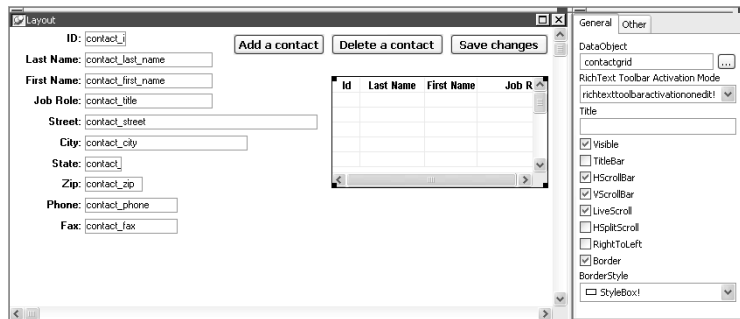 Layout
ID: contact_i
Add a contact Delete a contact Save changes
Last Name: contact_last_name
First Name: contact_first_name
Job Role: contact_title
Street: contact_street
City: contact_city
State: contact_
Zip: contact_zip
Phone: contact_phone
Fax: contact_fax
Id Last Name First Name Job R
General Other
DataObject
contactgrid ...
RichText Toolbar Activation Mode
richtexttoolbaractivationonedit!
Title
Visible
TitleBar
HScrollBar
VScrollBar
LiveScroll
HSplitScroll
RightToLeft
Border
BorderStyle
StyleBox!